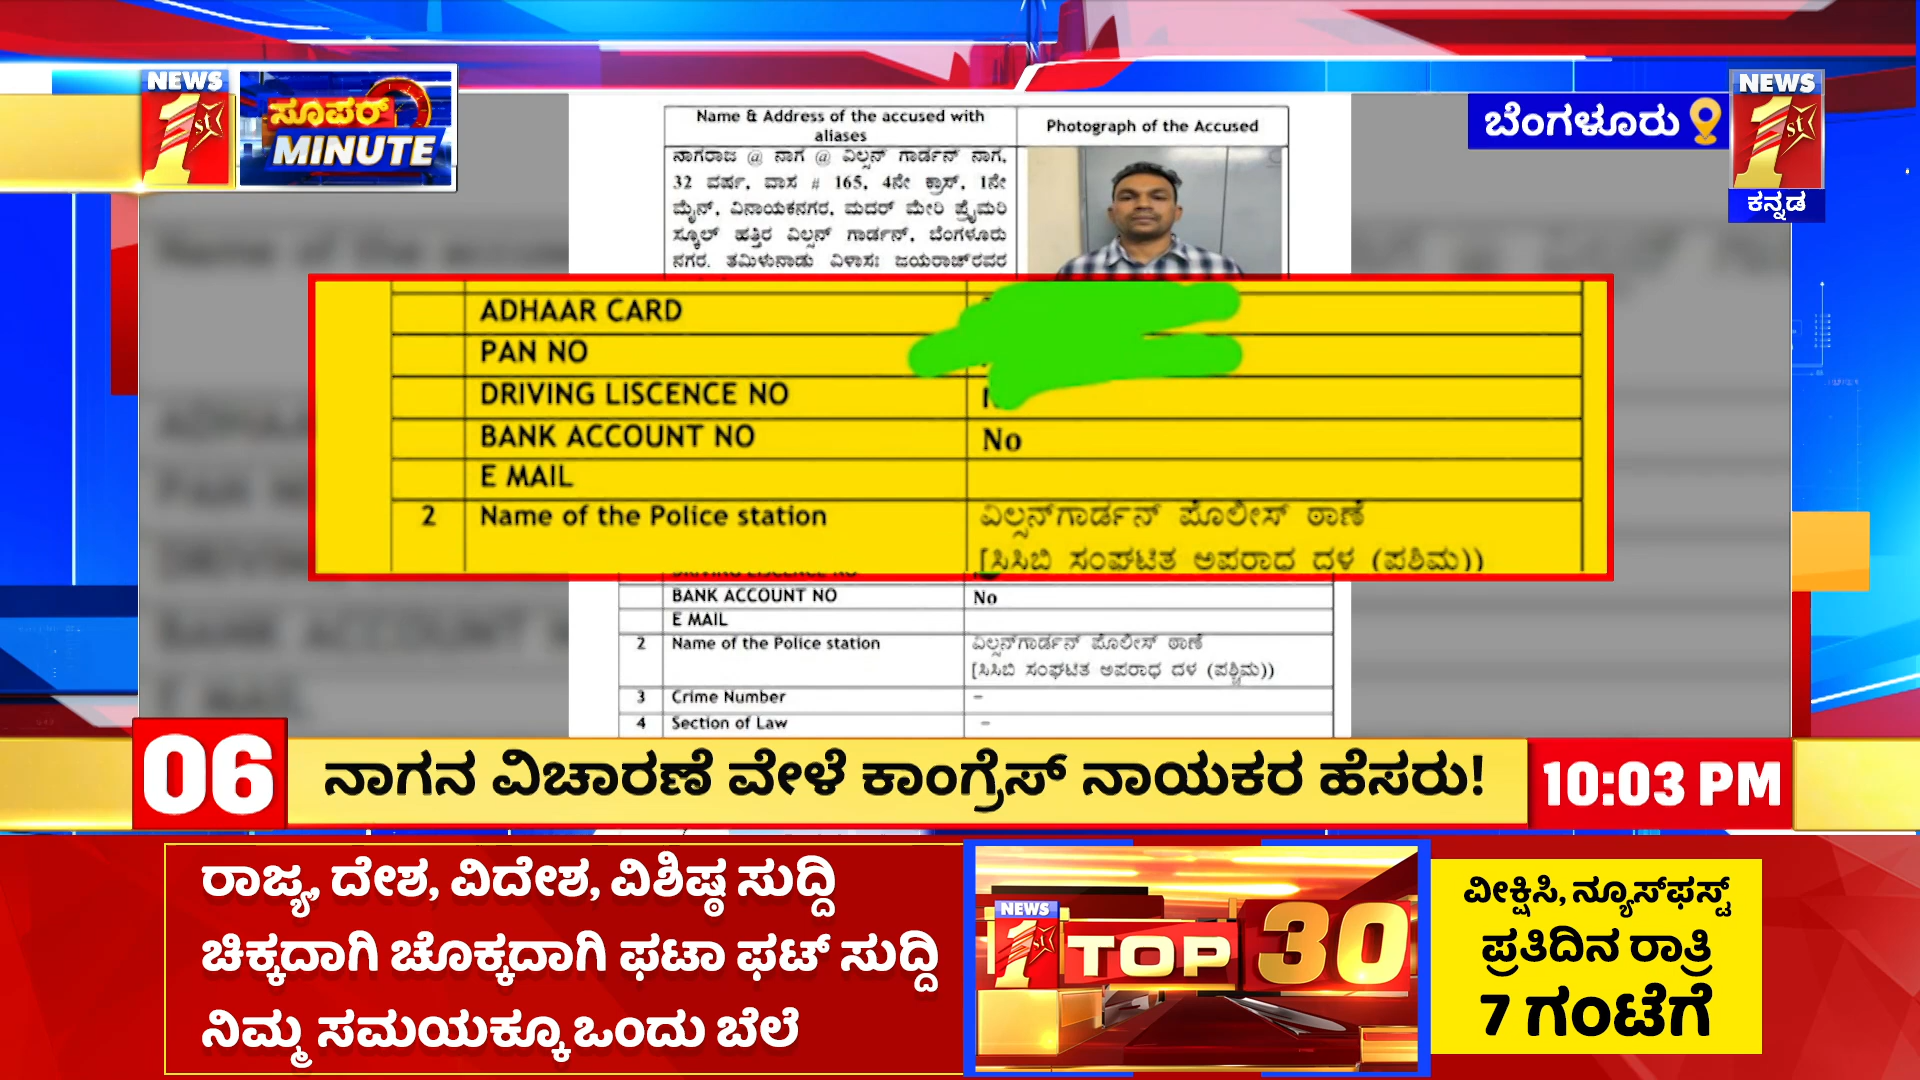 NEWS
1st
ಸೂಪರ್
MINUTE
ಬೆಂಗಳೂರು
NEWS
1st
ಕನ್ನಡ
Name & Address of the accused with
aliases
Photograph of the Accused
ನಾಗರಾಜ @ ನಾಗ @ ವಿಲ್ಸನ್ ಗಾರ್ಡನ್ ನಾಗ,
32 ವರ್ಷ, ವಾಸ # 165, 4ನೇ ಕ್ರಾಸ್, 1ನೇ
ಮೈನ್, ವಿನಾಯಕನಗರ, ಮದರ್ ಮೇರಿ ಪ್ರೈಮರಿ
ಸ್ಕೂಲ್ ಹತ್ತಿರ ವಿಲ್ಸನ್ ಗಾರ್ಡನ್, ಬೆಂಗಳೂರು
ನಗರ. ತಮಿಳುನಾಡು ವಿಳಾಸಃ ಜಯರಾಜ್‌ರವರ
ADHAAR CARD
PAN NO
DRIVING LISCENCE NO
BANK ACCOUNT NO No
E MAIL
2 Name of the Police station ವಿಲ್ಸನ್‌ಗಾರ್ಡನ್ ಪೊಲೀಸ್ ಠಾಣೆ
[ಸಿಸಿಬಿ ಸಂಘಟಿತ ಅಪರಾಧ ದಳ (ಪಶ್ಚಿಮ))
BANK ACCOUNT NO No
E MAIL
2 Name of the Police station ವಿಲ್ಸನ್‌ಗಾರ್ಡನ್ ಪೊಲೀಸ್ ಠಾಣೆ
[ಸಿಸಿಬಿ ಸಂಘಟಿತ ಅಪರಾಧ ದಳ (ಪಶ್ಚಿಮ))
3 Crime Number –
4 Section of Law –
06
ನಾಗನ ವಿಚಾರಣೆ ವೇಳೆ ಕಾಂಗ್ರೆಸ್ ನಾಯಕರ ಹೆಸರು!
10:03 PM
ರಾಜ್ಯ, ದೇಶ, ವಿದೇಶ, ವಿಶಿಷ್ಠ ಸುದ್ದಿ
ಚಿಕ್ಕದಾಗಿ ಚೊಕ್ಕದಾಗಿ ಫಟಾ ಫಟ್ ಸುದ್ದಿ
ನಿಮ್ಮ ಸಮಯಕ್ಕೂ ಒಂದು ಬೆಲೆ
NEWS
1st TOP 30
ವೀಕ್ಷಿಸಿ, ನ್ಯೂಸ್‌ಫಸ್ಟ್
ಪ್ರತಿದಿನ ರಾತ್ರಿ
7 ಗಂಟೆಗೆ